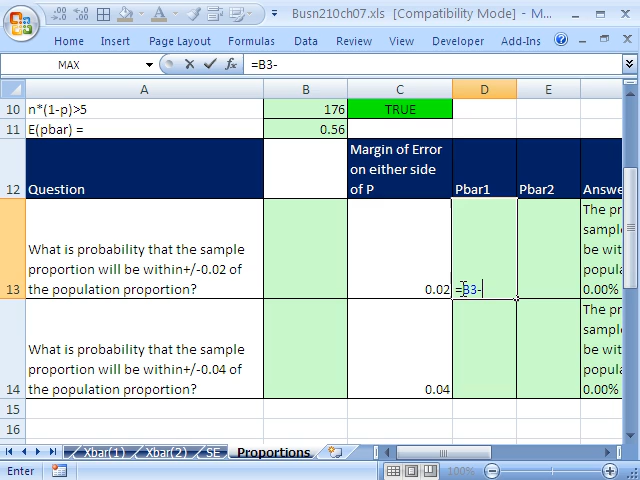 Busn210ch07.xls [Compatibility Mode] - M...
Home Insert Page Layout Formulas Data Review View Developer Add-Ins
MAX fx =B3-
A B C D E
10 n*(1-p)>5 176 TRUE
11 E(pbar) = 0.56
Margin of Error
on either side
12 Question of P Pbar1 Pbar2 Answe
The pr
sampl
What is probability that the sample be wit
proportion will be within+/-0.02 of popula
13 the population proportion? 0.02 =B3- 0.00%
The pr
sampl
What is probability that the sample be wit
proportion will be within+/-0.04 of popula
14 the population proportion? 0.04 0.00%
15
16
Xbar(1) Xbar(2) SE Proportions
Enter 100%